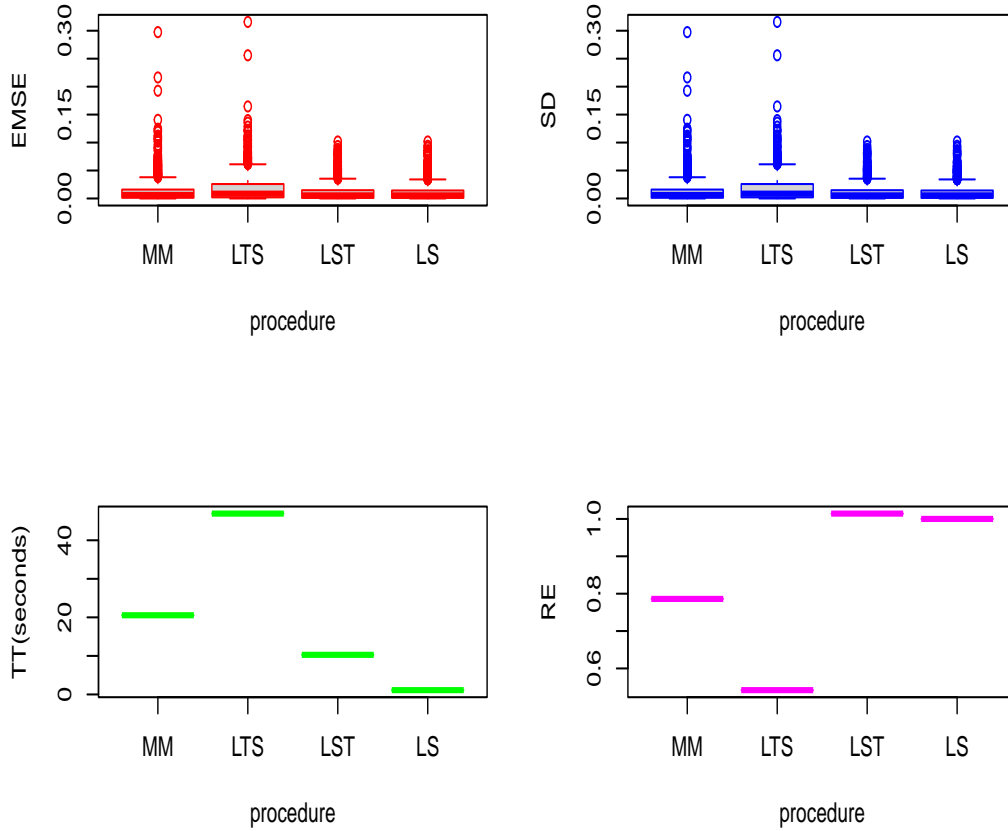 EMSE
0.00
0.15
0.30
MM
LTS
LST
LS
procedure
SD
0.00
0.15
0.30
MM
LTS
LST
LS
procedure
TT(seconds)
0
20
40
MM
LTS
LST
LS
procedure
RE
0.6
0.8
1.0
MM
LTS
LST
LS
procedure